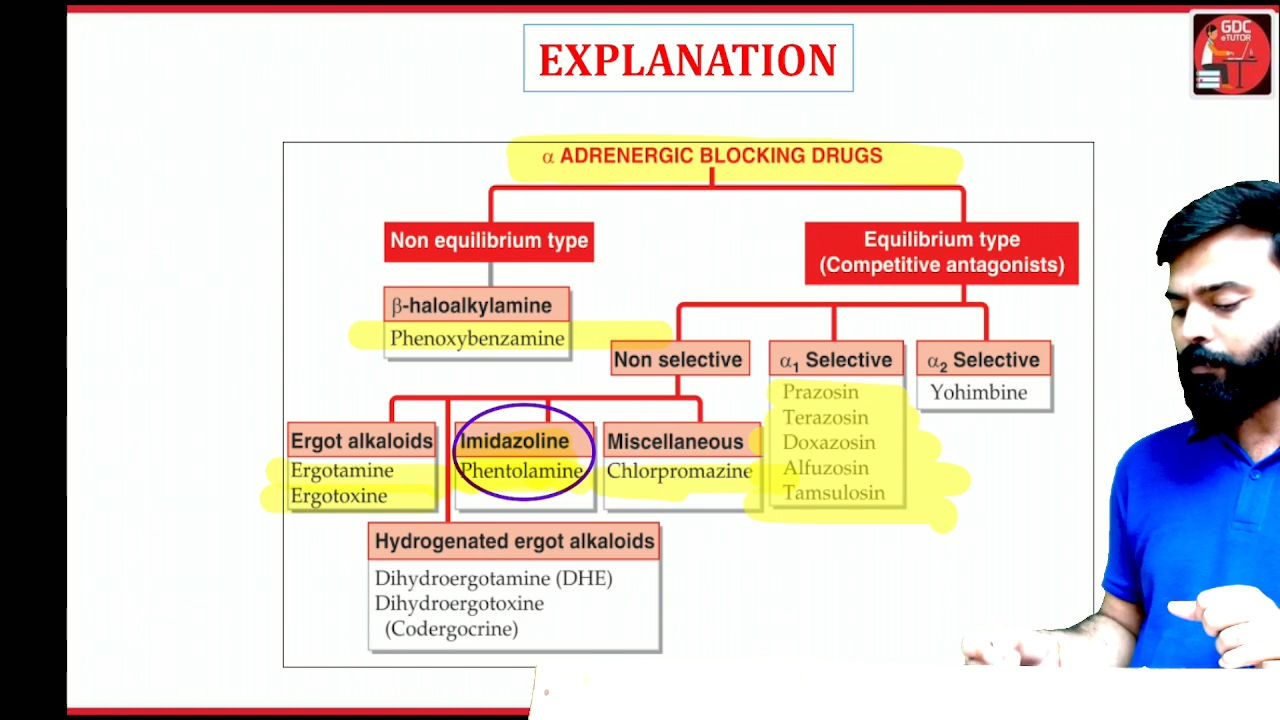 EXPLANATION
GDC
eTUTOR
α ADRENERGIC BLOCKING DRUGS
Non equilibrium type
Equilibrium type
(Competitive antagonists)
β-haloalkylamine
Phenoxybenzamine
Non selective
α1 Selective
Prazosin
Terazosin
Doxazosin
Alfuzosin
Tamsulosin
α2 Selective
Yohimbine
Ergot alkaloids
Ergotamine
Ergotoxine
Imidazoline
Phentolamine
Miscellaneous
Chlorpromazine
Hydrogenated ergot alkaloids
Dihydroergotamine (DHE)
Dihydroergotoxine
(Codergocrine)